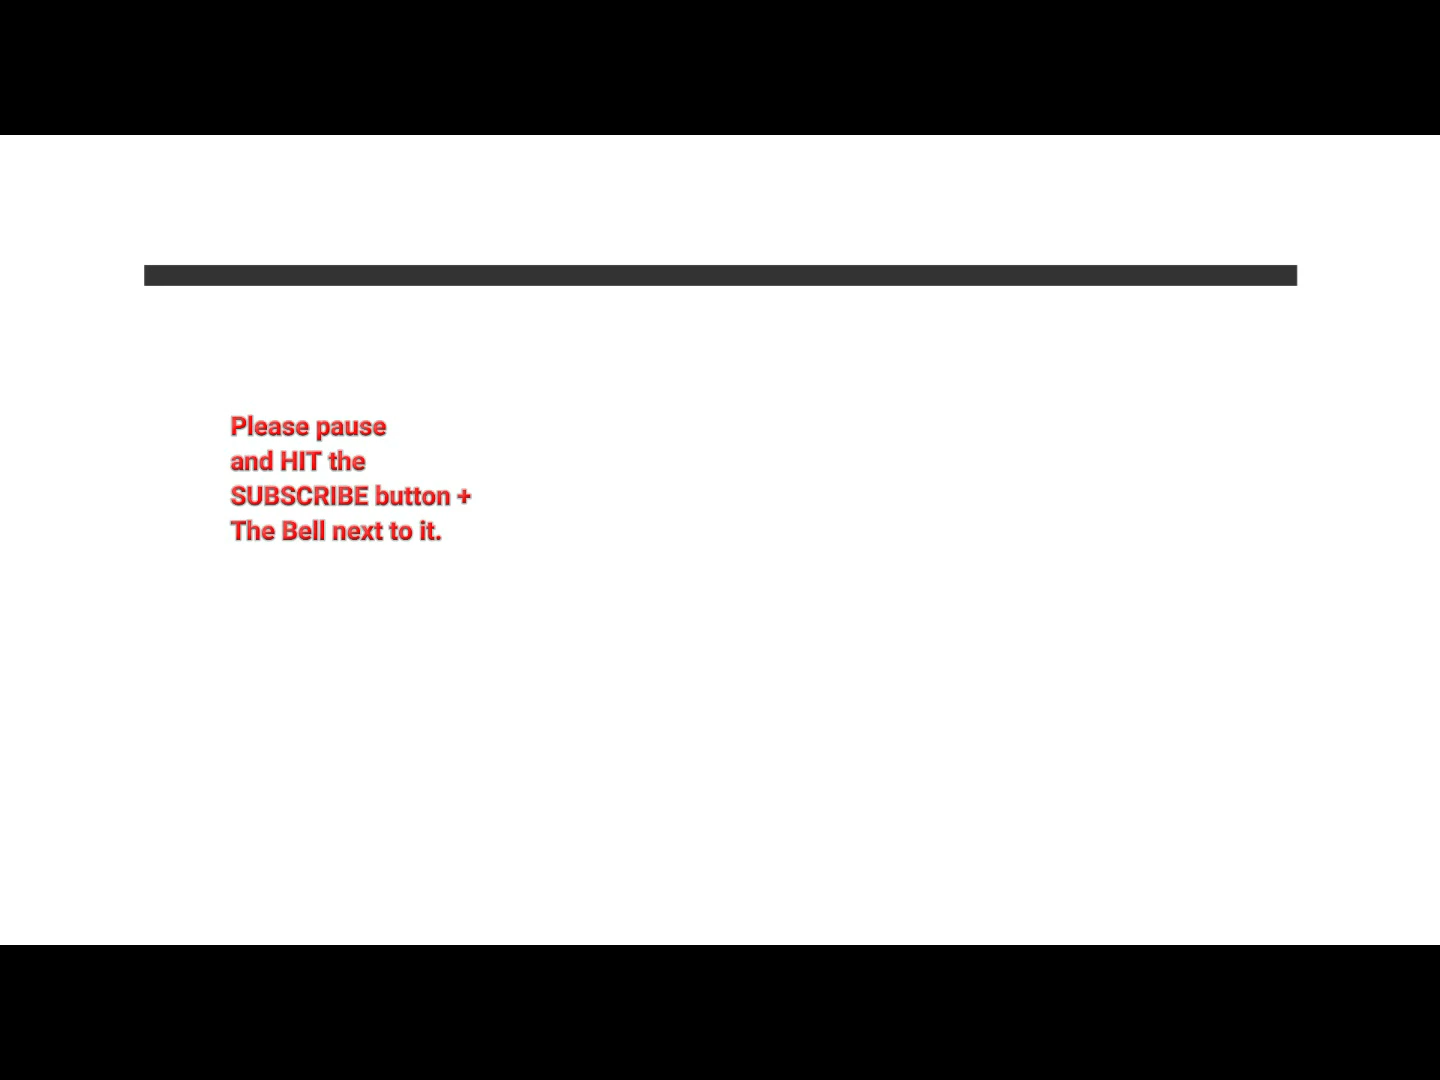 Please pause
and HIT the
SUBSCRIBE button +
The Bell next to it.